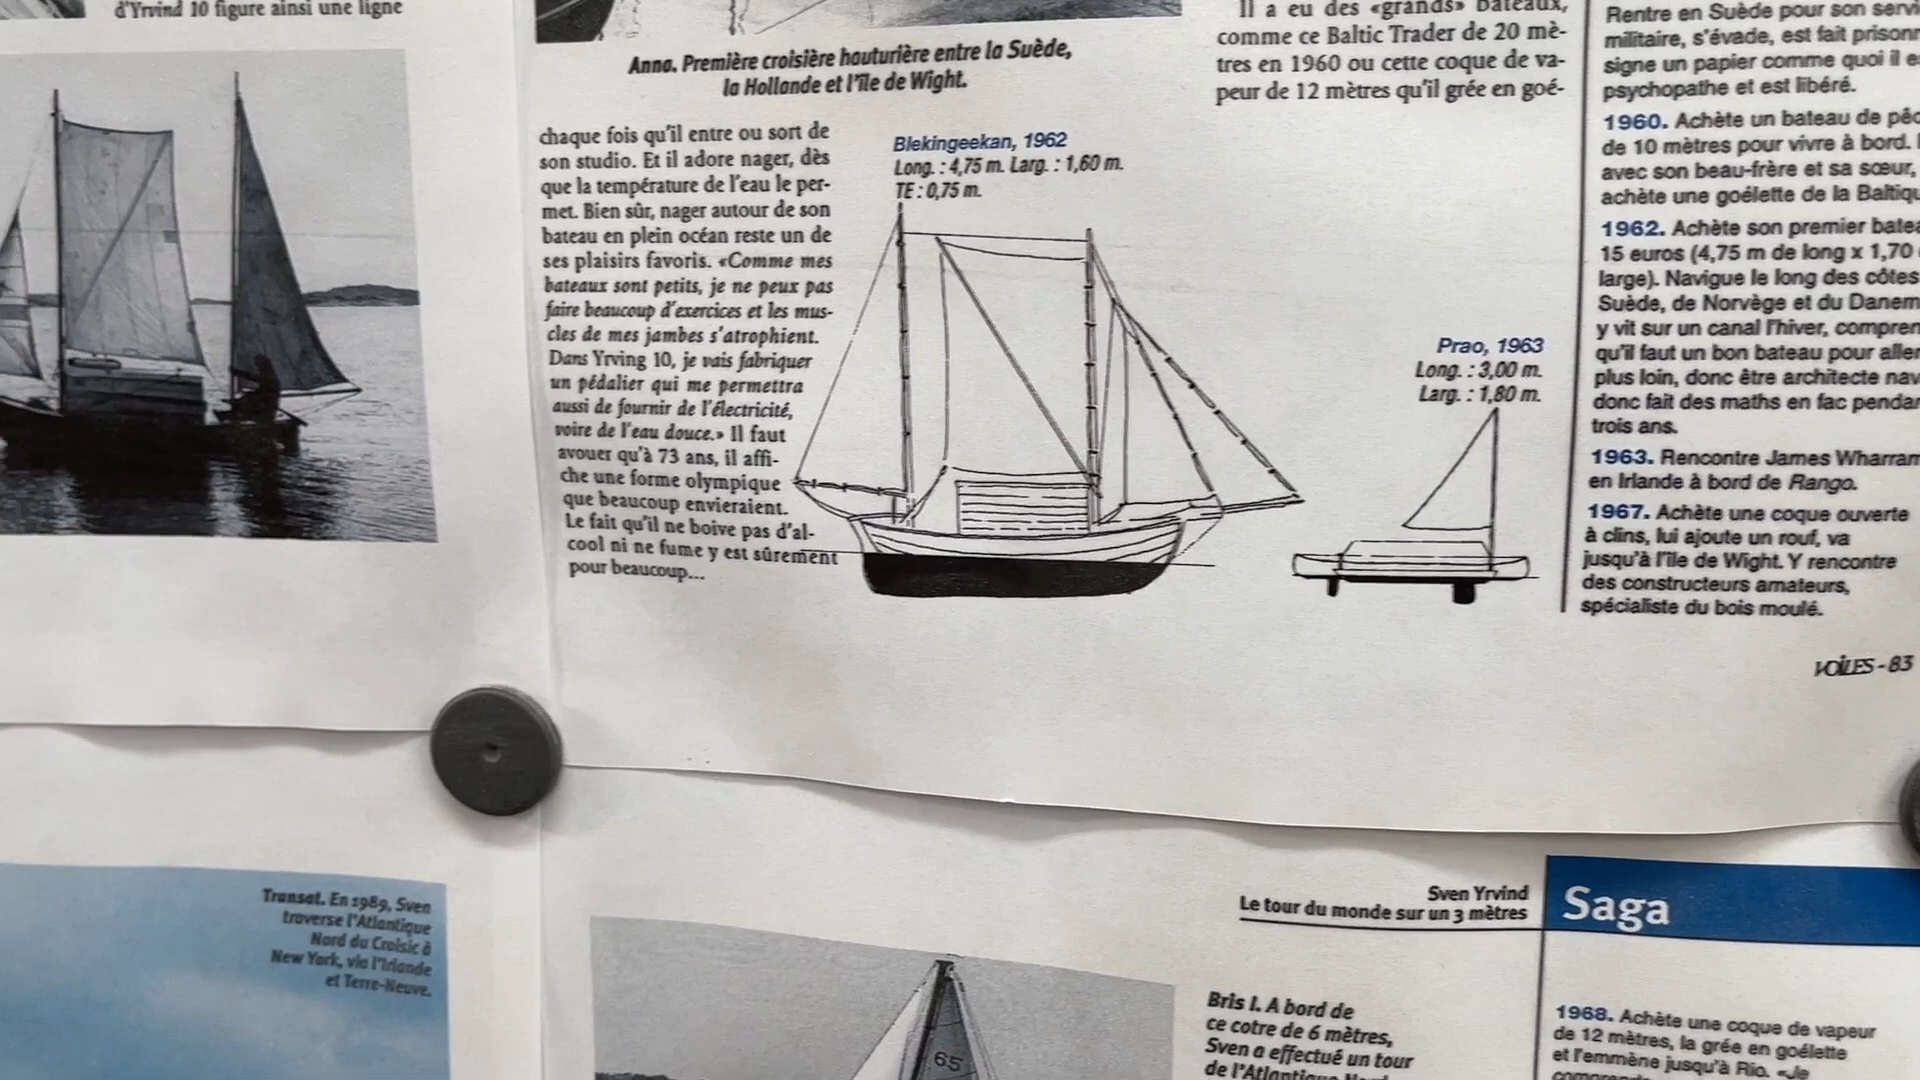 d'Yrvind 10 figure ainsi une ligne
Anna. Première croisière hauturière entre la Suède,
la Hollande et l'île de Wight.
chaque fois qu'il entre ou sort de
son studio. Et il adore nager, dès
que la température de l'eau le per-
met. Bien sûr, nager autour de son
bateau en plein océan reste un de
ses plaisirs favoris. «Comme mes
bateaux sont petits, je ne peux pas
faire beaucoup d'exercices et les mus-
cles de mes jambes s'atrophient.
Dans Yrving 10, je vais fabriquer
un pédalier qui me permettra
aussi de fournir de l'électricité,
voire de l'eau douce.» Il faut
avouer qu'à 73 ans, il affi-
che une forme olympique
que beaucoup envieraient.
Le fait qu'il ne boive pas d'al-
cool ni ne fume y est sûrement
pour beaucoup...
Blekingeekan, 1962
Long. : 4,75 m. Larg. : 1,60 m.
TE : 0,75 m.
Il a eu des «grands» bateaux,
comme ce Baltic Trader de 20 mè-
tres en 1960 ou cette coque de va-
peur de 12 mètres qu'il grée en goé-
Prao, 1963
Long. : 3,00 m.
Larg. : 1,80 m.
Rentre en Suède pour son
militaire, s'évade, est fait
signe un papier comme quoi il
psychopathe et est libéré.
1960. Achète un bateau de
de 10 mètres pour vivre à bord.
avec son beau-frère et sa sœur,
achète une goélette de la
1962. Achète son premier
15 euros (4,75 m de long x 1,70
large). Navigue le long des côtes
Suède, de Norvège et du
y vit sur un canal l'hiver,
qu'il faut un bon bateau pour aller
plus loin, donc être architecte
donc fait des maths en fac
trois ans.
1963. Rencontre James Wharram
en Irlande à bord de Rango.
1967. Achète une coque ouverte
à clins, lui ajoute un rouf, va
jusqu'à l'île de Wight. Y rencontre
des constructeurs amateurs,
spécialiste du bois moulé.
VOILES - 83
Transat. En 1989, Sven
traverse l'Atlantique
Nord du Croisic à
New York, via l'Irlande
et Terre-Neuve.
Sven Yrvind
Le tour du monde sur un 3 mètres
Saga
65
Bris I. A bord de
ce cotre de 6 mètres,
Sven a effectué un tour
de l'Atlantique
1968. Achète une coque de vapeur
de 12 mètres, la grée en goélette
et l'emmène jusqu'à Rio. «Je